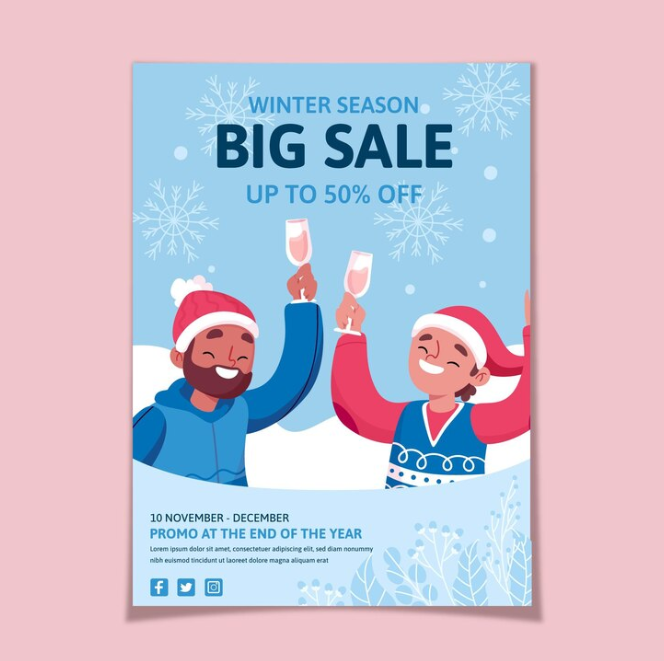 WINTER SEASON
BIG SALE
UP TO 50% OFF
10 NOVEMBER - DECEMBER
PROMO AT THE END OF THE YEAR
Lorem ipsum dolor sit amet, consectetuer adipiscing elit, sed diam nonummy
nibh euismod tincidunt ut laoreet dolore magna aliquam erat